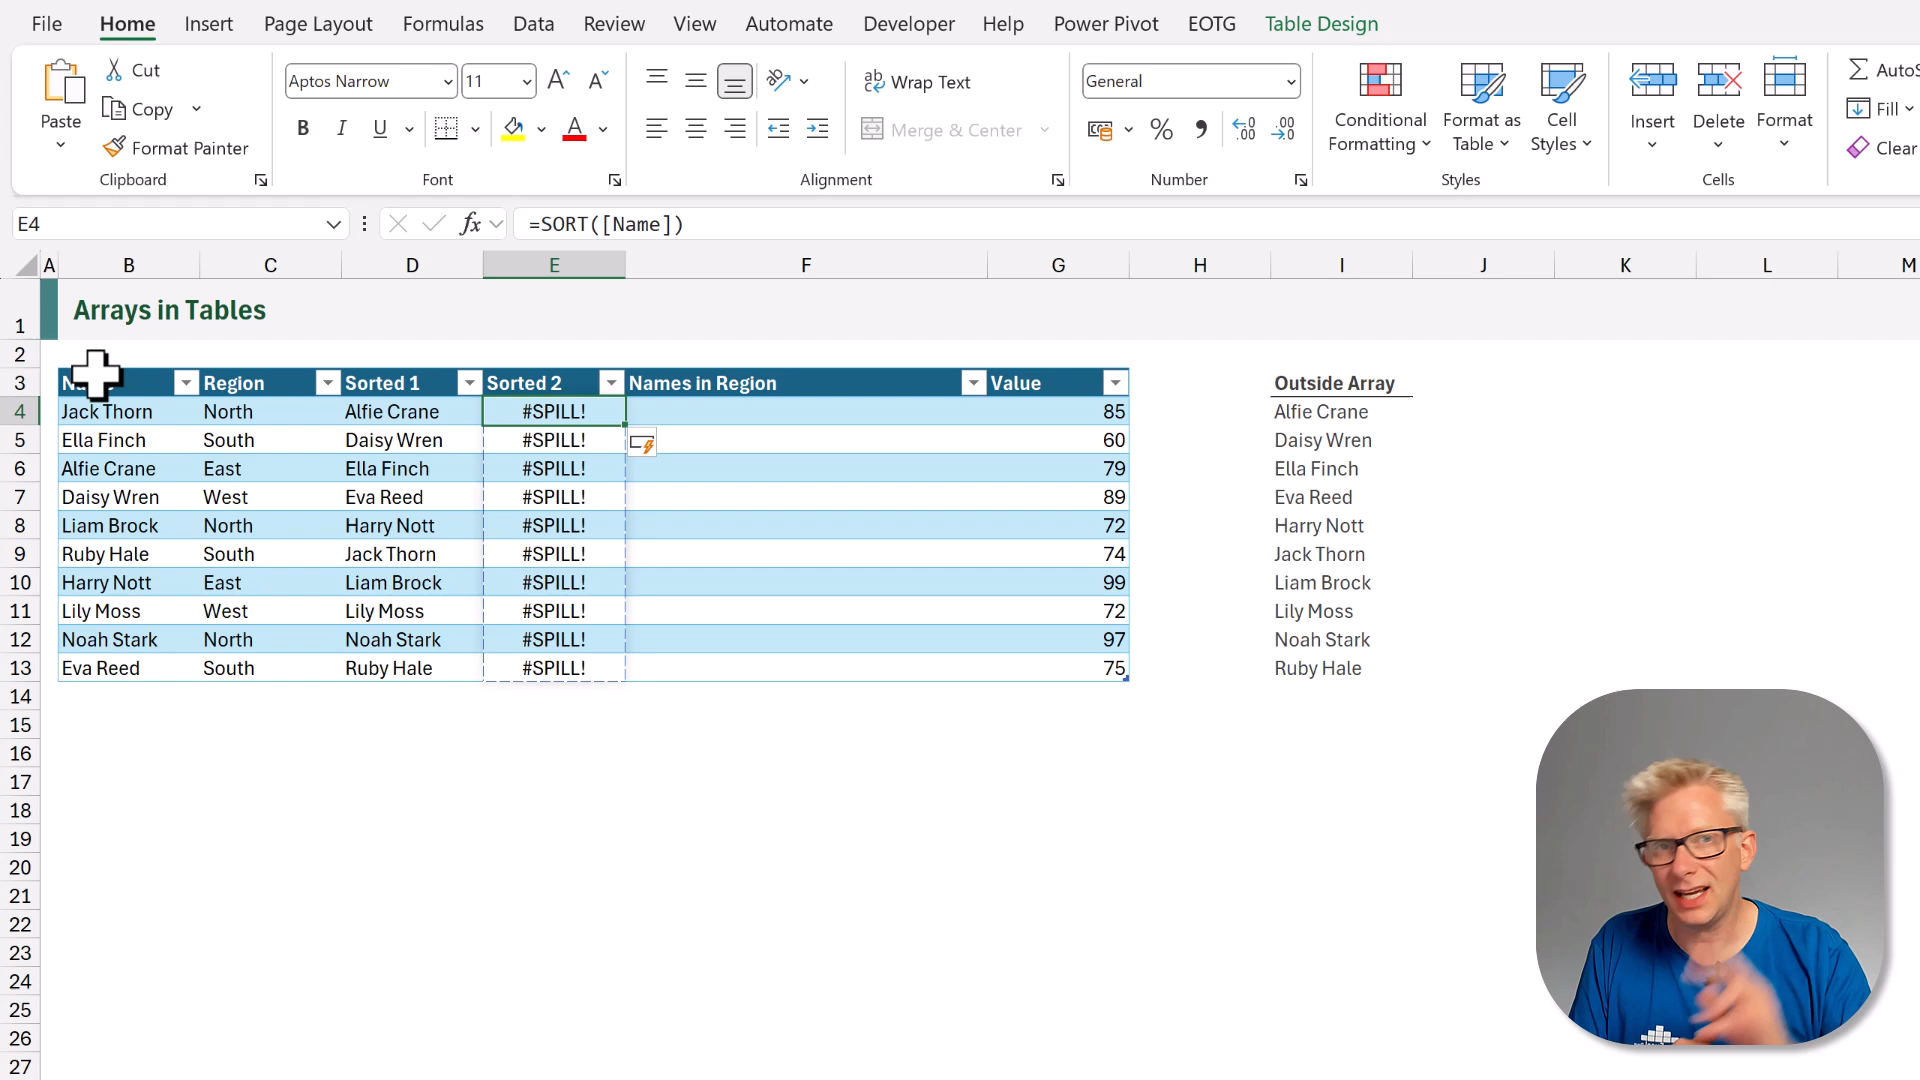 File Home Insert Page Layout Formulas Data Review View Automate Developer Help Power Pivot EOTG Table Design
Paste
Cut
Copy
Format Painter
Clipboard
Aptos Narrow 11
B I U
Font
Wrap Text
Merge & Center
Alignment
General
Number
Conditional Formatting
Format as Table
Cell Styles
Styles
Insert Delete Format
Cells
AutoS
Fill
Clear
E4 fx =SORT([Name])
A B C D E F G H I J K L M
1 Arrays in Tables
2
3 Region Sorted 1 Sorted 2 Names in Region Value Outside Array
4 Jack Thorn North Alfie Crane #SPILL! 85 Alfie Crane
5 Ella Finch South Daisy Wren #SPILL! 60 Daisy Wren
6 Alfie Crane East Ella Finch #SPILL! 79 Ella Finch
7 Daisy Wren West Eva Reed #SPILL! 89 Eva Reed
8 Liam Brock North Harry Nott #SPILL! 72 Harry Nott
9 Ruby Hale South Jack Thorn #SPILL! 74 Jack Thorn
10 Harry Nott East Liam Brock #SPILL! 99 Liam Brock
11 Lily Moss West Lily Moss #SPILL! 72 Lily Moss
12 Noah Stark North Noah Stark #SPILL! 97 Noah Stark
13 Eva Reed South Ruby Hale #SPILL! 75 Ruby Hale
14
15
16
17
18
19
20
21
22
23
24
25
26
27